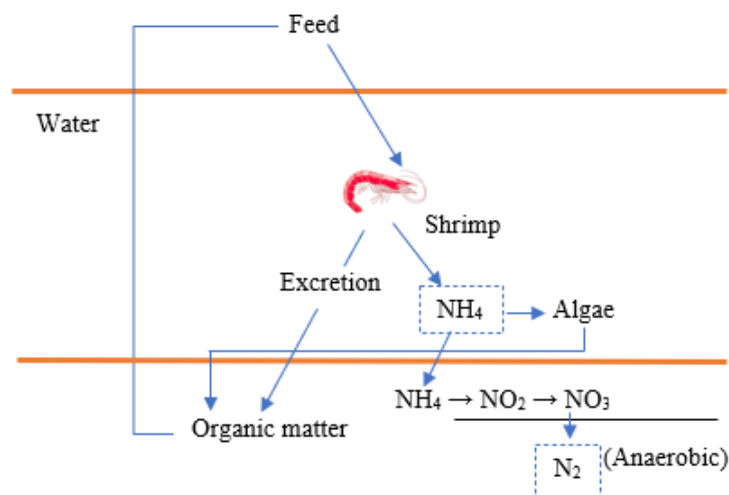 Feed
Water
Shrimp
Excretion
NH₄
Algae
NH₄ → NO₂ → NO₃
Organic matter
N₂
(Anaerobic)